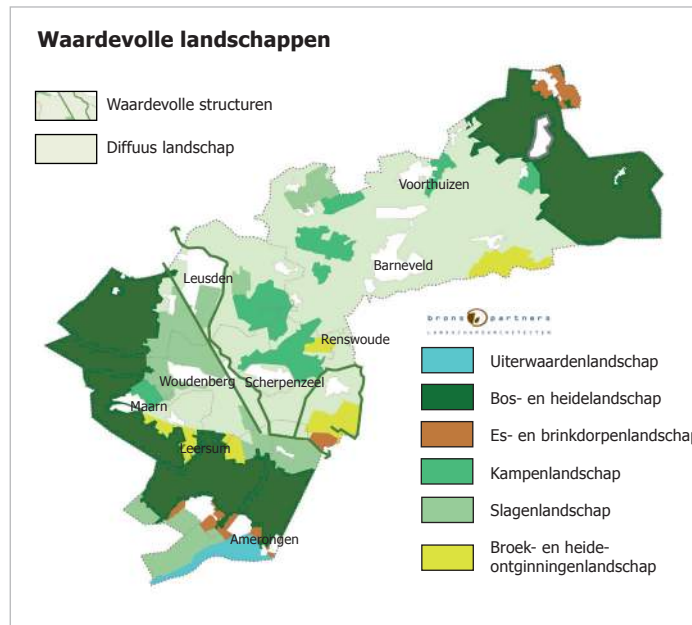 Waardevolle landschappen
Waardevolle structuren
Diffuus landschap
Voorthuizen
Barneveld
Leusden
Renswoude
Woudenberg
Scherpenzeel
Maarn
Leersum
Amerongen
brons partners
LANDSCHAPSARCHITECTEN
Uiterwaardenlandschap
Bos- en heidelandschap
Es- en brinkdorpenlandschap
Kampenlandschap
Slagenlandschap
Broek- en heide-
ontginningenlandschap